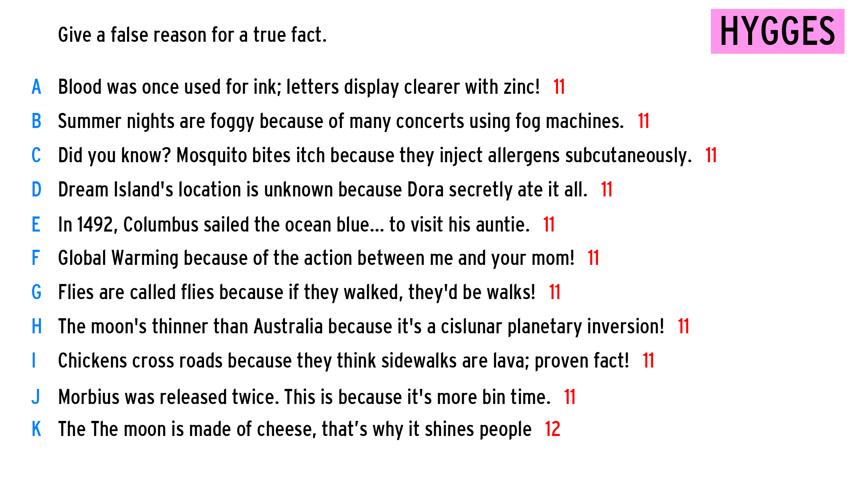 Give a false reason for a true fact.
HYGGES
A Blood was once used for ink; letters display clearer with zinc! 11
B Summer nights are foggy because of many concerts using fog machines. 11
C Did you know? Mosquito bites itch because they inject allergens subcutaneously. 11
D Dream Island's location is unknown because Dora secretly ate it all. 11
E In 1492, Columbus sailed the ocean blue... to visit his auntie. 11
F Global Warming because of the action between me and your mom! 11
G Flies are called flies because if they walked, they'd be walks! 11
H The moon's thinner than Australia because it's a cislunar planetary inversion! 11
I Chickens cross roads because they think sidewalks are lava; proven fact! 11
J Morbius was released twice. This is because it's more bin time. 11
K The The moon is made of cheese, that’s why it shines people 12